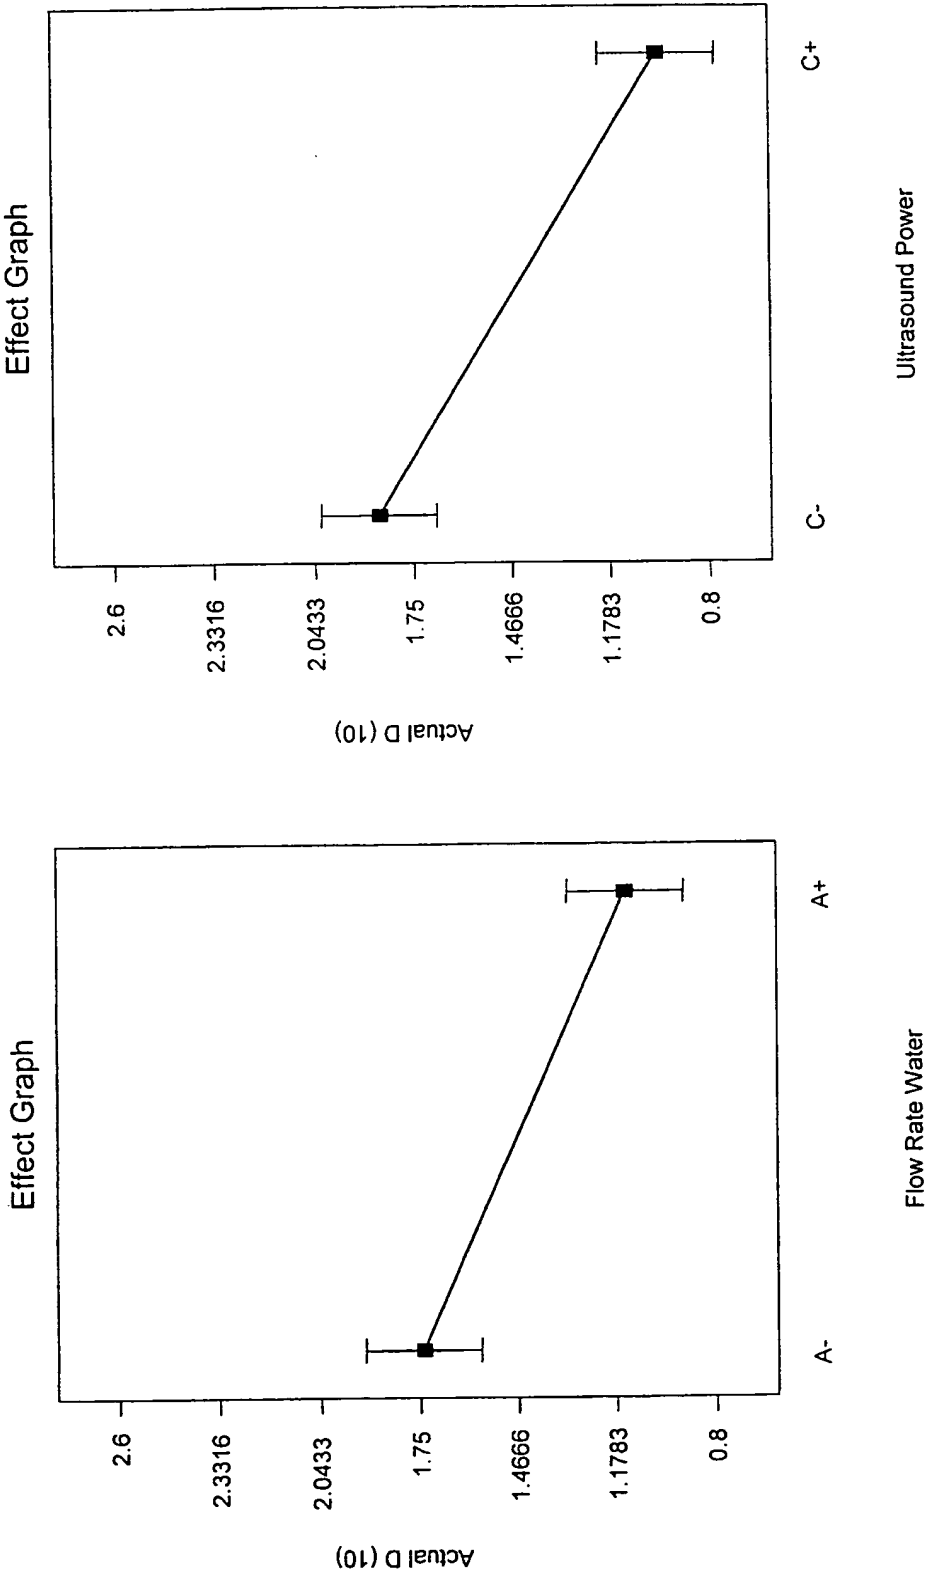 Effect Graph
2.6
2.3316
2.0433
1.75
1.4666
1.1783
0.8
Actual D (10)
A-
A+
Flow Rate Water
Effect Graph
2.6
2.3316
2.0433
1.75
1.4666
1.1783
0.8
Actual D (10)
C-
C+
Ultrasound Power